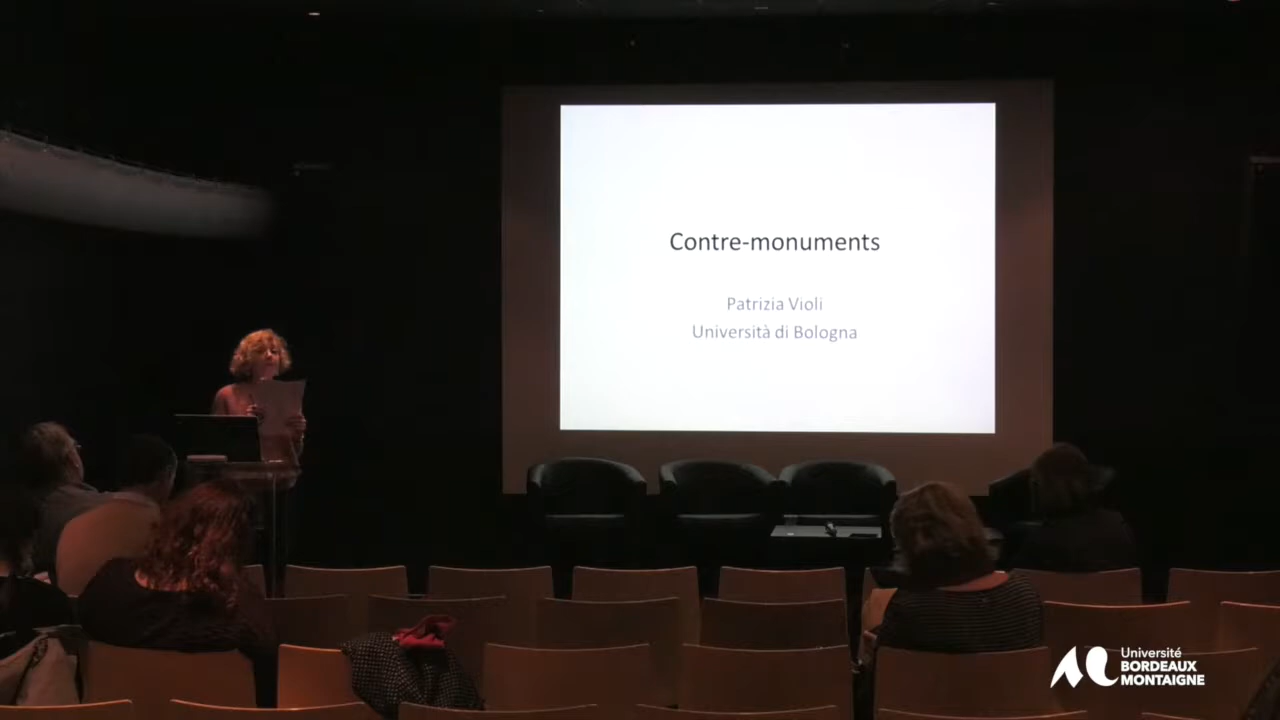 Contre-monuments
Patrizia Violi
Università di Bologna
Université
BORDEAUX
MONTAIGNE